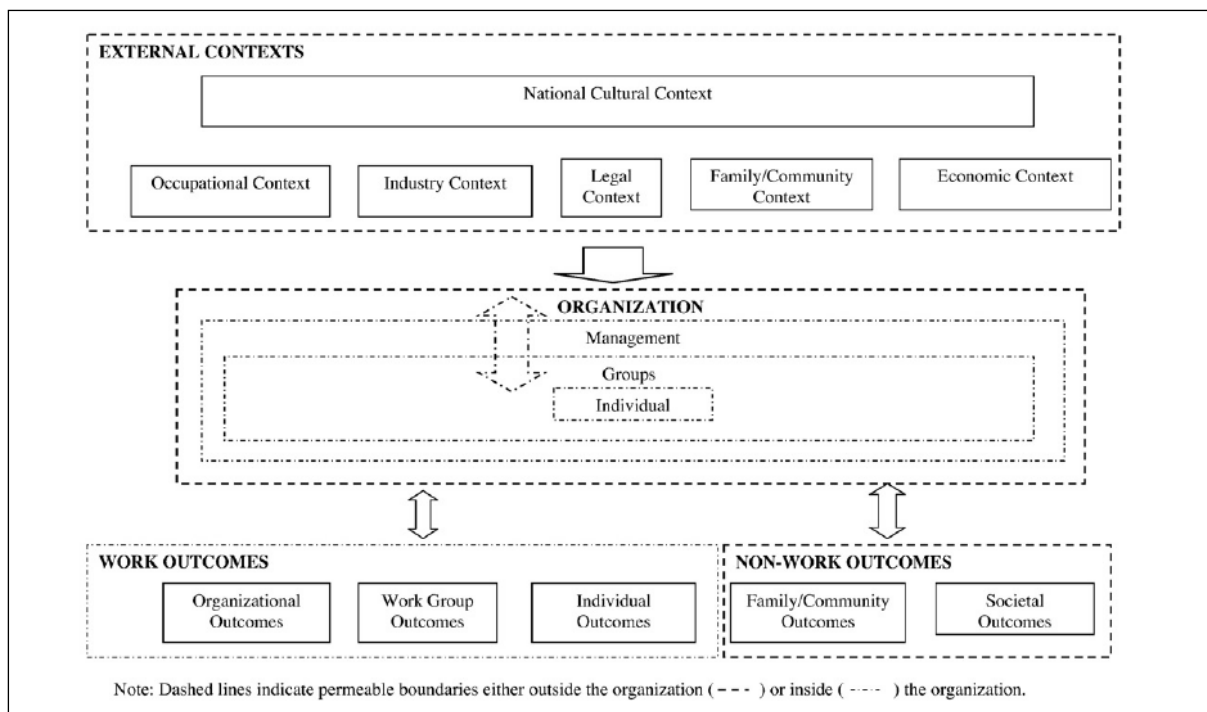 EXTERNAL CONTEXTS
National Cultural Context
Occupational Context
Industry Context
Legal
Context
Family/Community
Context
Economic Context
ORGANIZATION
Management
Groups
Individual
WORK OUTCOMES
Organizational
Outcomes
Work Group
Outcomes
Individual
Outcomes
NON-WORK OUTCOMES
Family/Community
Outcomes
Societal
Outcomes
Note: Dashed lines indicate permeable boundaries either outside the organization ( – – – ) or inside ( –·–·– ) the organization.